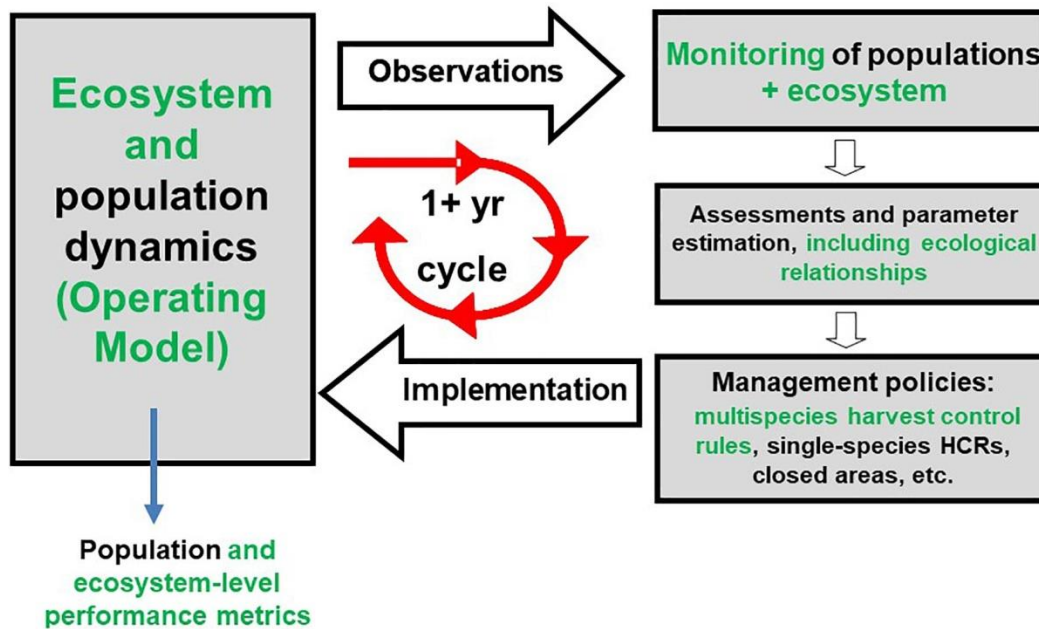 Ecosystem
and
population
dynamics
(Operating
Model)
Observations
1+ yr
cycle
Implementation
Monitoring of populations
+ ecosystem
Assessments and parameter
estimation, including ecological
relationships
Management policies:
multispecies harvest control
rules, single-species HCRs,
closed areas, etc.
Population and
ecosystem-level
performance metrics